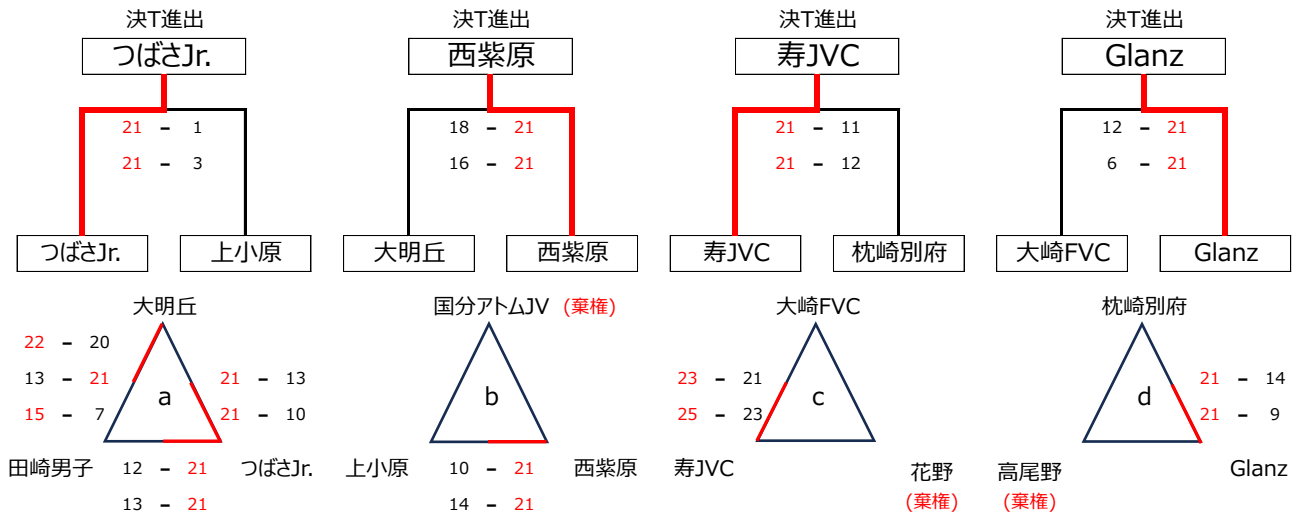 決T進出 決T進出 決T進出 決T進出
つばさJr. 西紫原 寿JVC Glanz
21 - 1 18 - 21 21 - 11 12 - 21
21 - 3 16 - 21 21 - 12 6 - 21
つばさJr. 上小原 大明丘 西紫原 寿JVC 枕崎別府 大崎FVC Glanz
大明丘 国分アトムJV (棄権) 大崎FVC 枕崎別府
22 - 20
13 - 21 21 - 13 23 - 21 21 - 14
15 - 7 a 21 - 10 b 25 - 23 c d 21 - 9
田崎男子 12 - 21 つばさJr. 上小原 10 - 21 西紫原 寿JVC 花野 高尾野 Glanz
13 - 21 14 - 21 (棄権) (棄権)